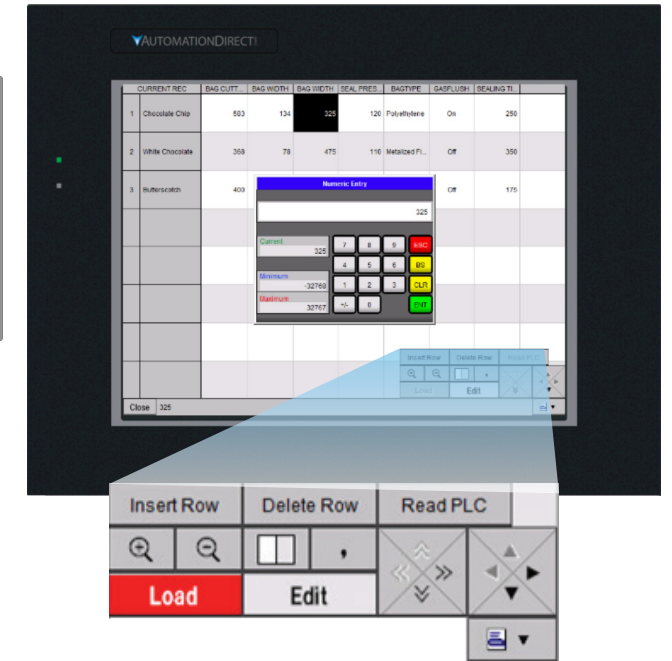 AUTOMATIONDIRECT
CURRENT REC BAG CUTT... BAG WIDTH BAG WIDTH SEAL PRES... BAGTYPE GASFLUSH SEALING TI...
1 Chocolate Chip 583 134 325 120 Polyethylene On 250
2 White Chocolate 368 78 475 110 Metalized Fi... Off 350
3 Butterscotch 400 Off 175
Numeric Entry
325
Current
325
7 8 9 ESC
4 5 6 BS
Minimum
-32768
1 2 3 CLR
Maximum
32767
+/- 0 ENT
Insert Row Delete Row Read PLC
,
Load Edit
Close 325
Insert Row Delete Row Read PLC
,
Load Edit